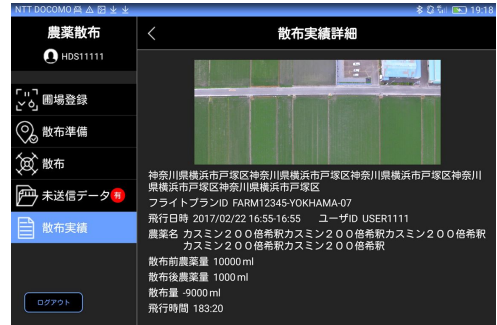 NTT DOCOMO
19:18
農薬散布
HDS11111
圃場登録
散布準備
散布
未送信データ 有
散布実績
ログアウト
散布実績詳細
神奈川県横浜市戸塚区神奈川県横浜市戸塚区神奈川県横浜市戸塚区神奈川
県横浜市戸塚区神奈川県横浜市戸塚区
フライトプランID FARM12345-YOKHAMA-07
飛行日時 2017/02/22 16:55-16:55 ユーザID USER1111
農薬名 カスミン２００倍希釈カスミン２００倍希釈カスミン２００倍希釈
カスミン２００倍希釈カスミン２００倍希釈
散布前農薬量 10000 ml
散布後農薬量 1000 ml
散布量 -9000 ml
飛行時間 183:20